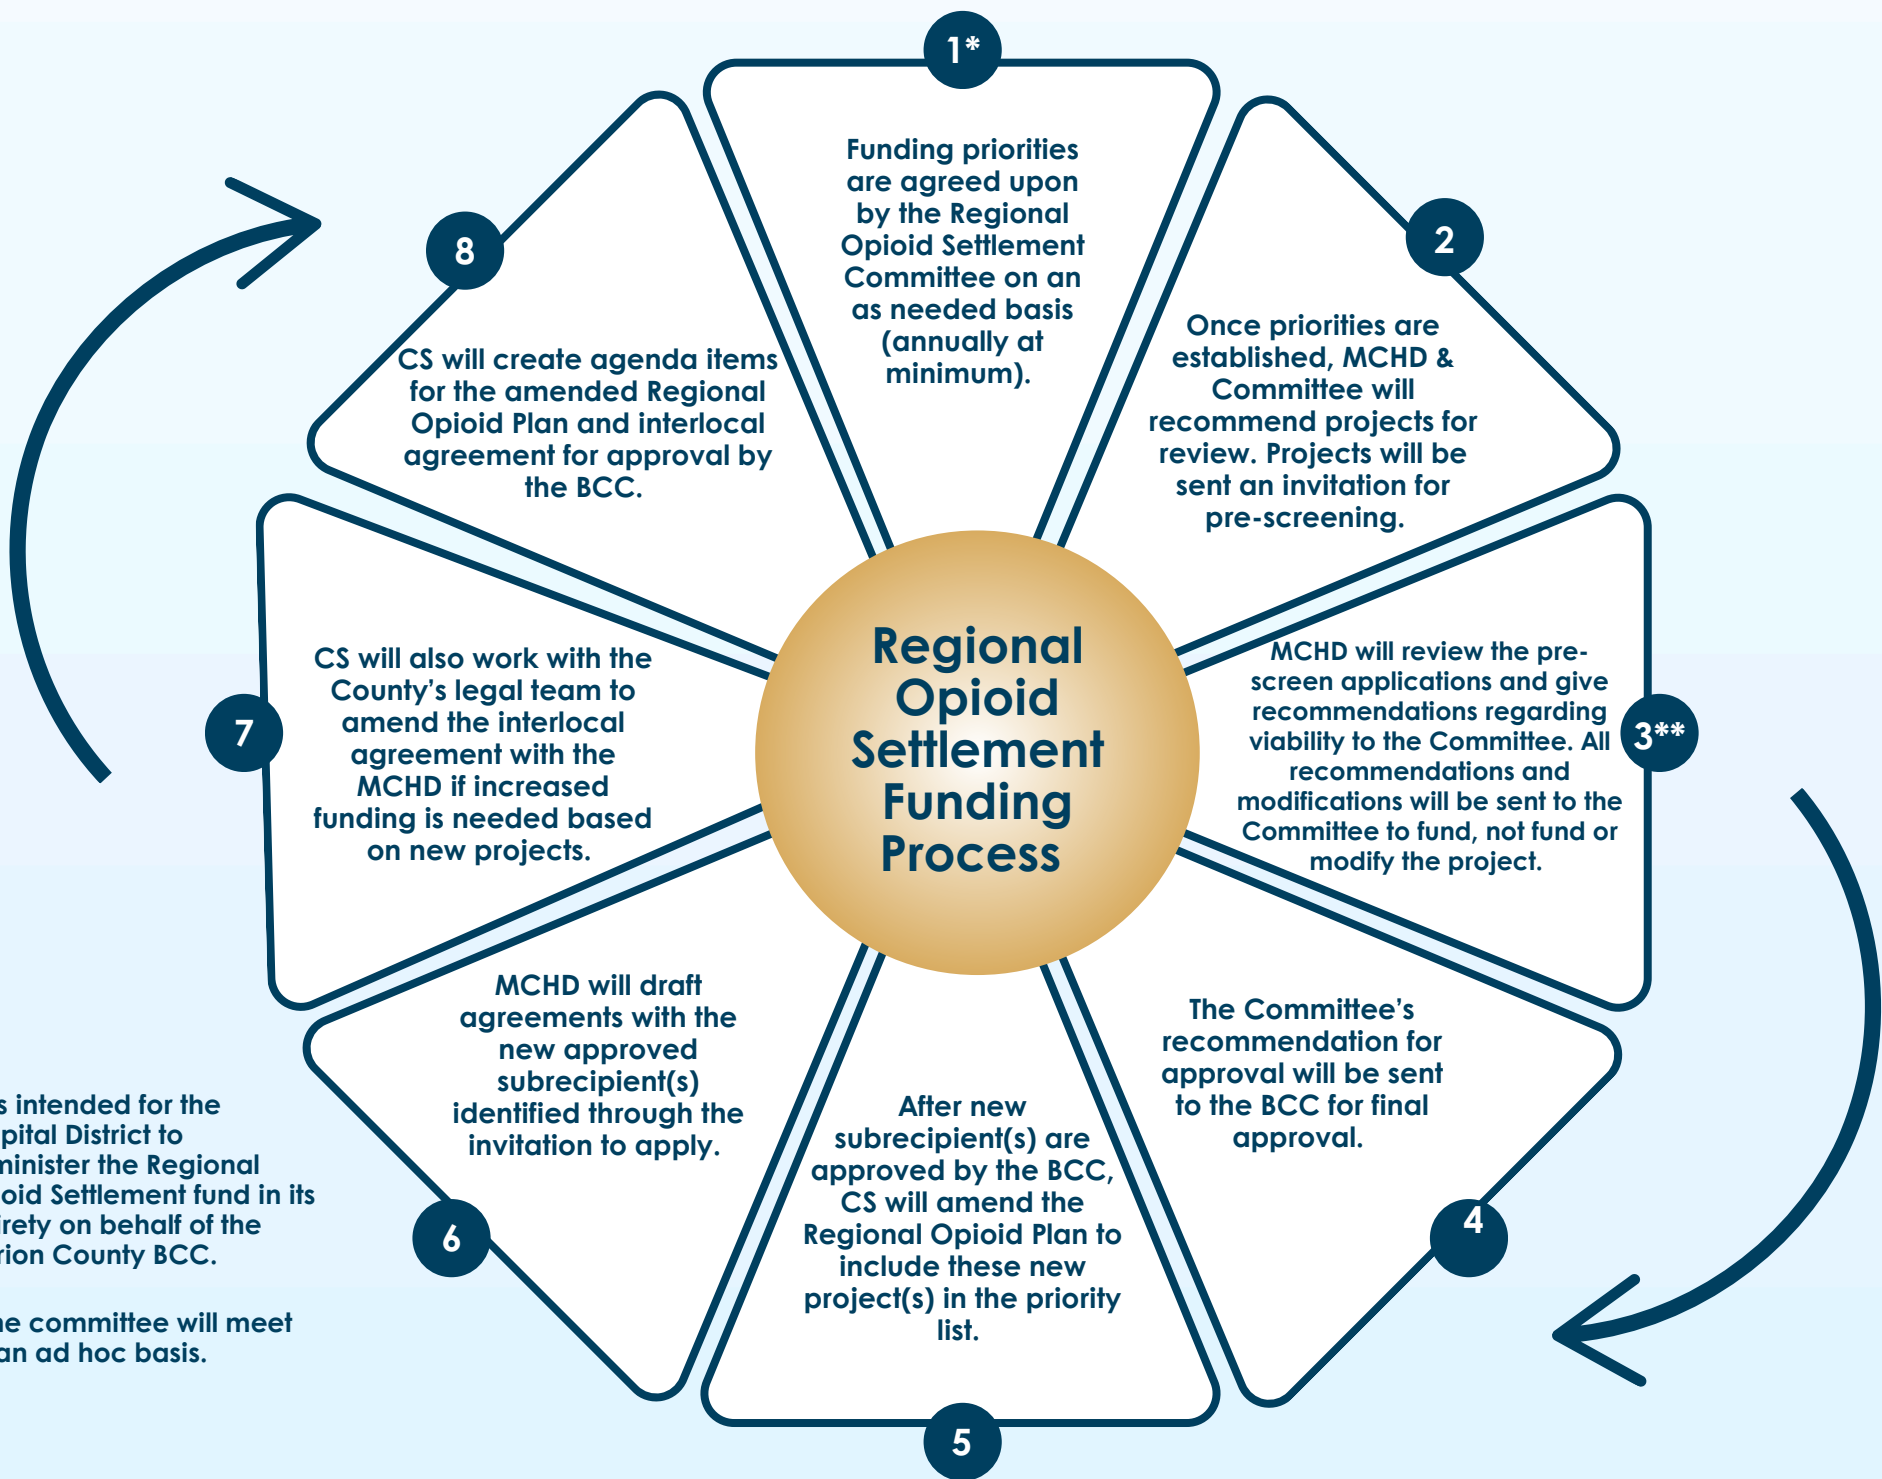 1*
Funding priorities
are agreed upon
by the Regional
Opioid Settlement
Committee on an
as needed basis
(annually at
minimum).
2
Once priorities are
established, MCHD &
Committee will
recommend projects for
review. Projects will be
sent an invitation for
pre-screening.
3**
MCHD will review the pre-
screen applications and give
recommendations regarding
viability to the Committee. All
recommendations and
modifications will be sent to the
Committee to fund, not fund or
modify the project.
4
The Committee’s
recommendation for
approval will be sent
to the BCC for final
approval.
5
After new
subrecipient(s) are
approved by the BCC,
CS will amend the
Regional Opioid Plan to
include these new
project(s) in the priority
list.
6
MCHD will draft
agreements with the
new approved
subrecipient(s)
identified through the
invitation to apply.
7
CS will also work with the
County’s legal team to
amend the interlocal
agreement with the
MCHD if increased
funding is needed based
on new projects.
8
CS will create agenda items
for the amended Regional
Opioid Plan and interlocal
agreement for approval by
the BCC.
Regional
Opioid
Settlement
Funding
Process
intended for the
District to
the Regional
Settlement fund in its
on behalf of the
County BCC.
committee will meet
an ad hoc basis.